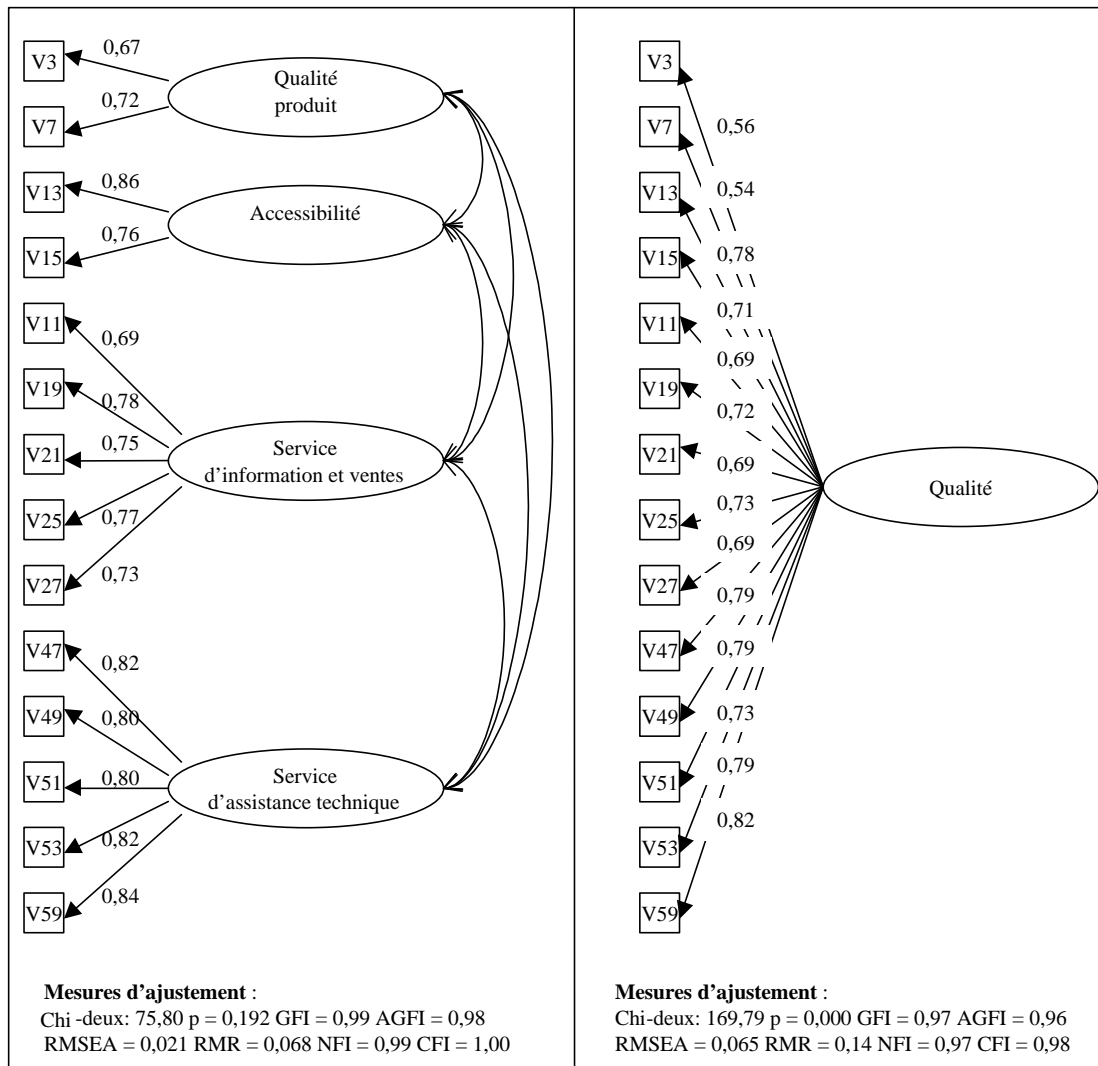 V3
0,67
Qualité
produit
V7
0,72
V13
0,86
Accessibilité
V15
0,76
V11
0,69
V19
0,78
V21
0,75
Service
d'information et ventes
V25
0,77
V27
0,73
V47
0,82
V49
0,80
V51
0,80
Service
d'assistance technique
V53
0,82
V59
0,84
Mesures d'ajustement :
Chi -deux: 75,80 p = 0,192 GFI = 0,99 AGFI = 0,98
RMSEA = 0,021 RMR = 0,068 NFI = 0,99 CFI = 1,00
V3
0,56
V7
0,54
V13
0,78
V15
0,71
V11
0,69
V19
0,72
V21
0,69
V25
0,73
Qualité
V27
0,69
V47
0,79
V49
0,79
V51
0,73
V53
0,79
V59
0,82
Mesures d'ajustement :
Chi-deux: 169,79 p = 0,000 GFI = 0,97 AGFI = 0,96
RMSEA = 0,065 RMR = 0,14 NFI = 0,97 CFI = 0,98